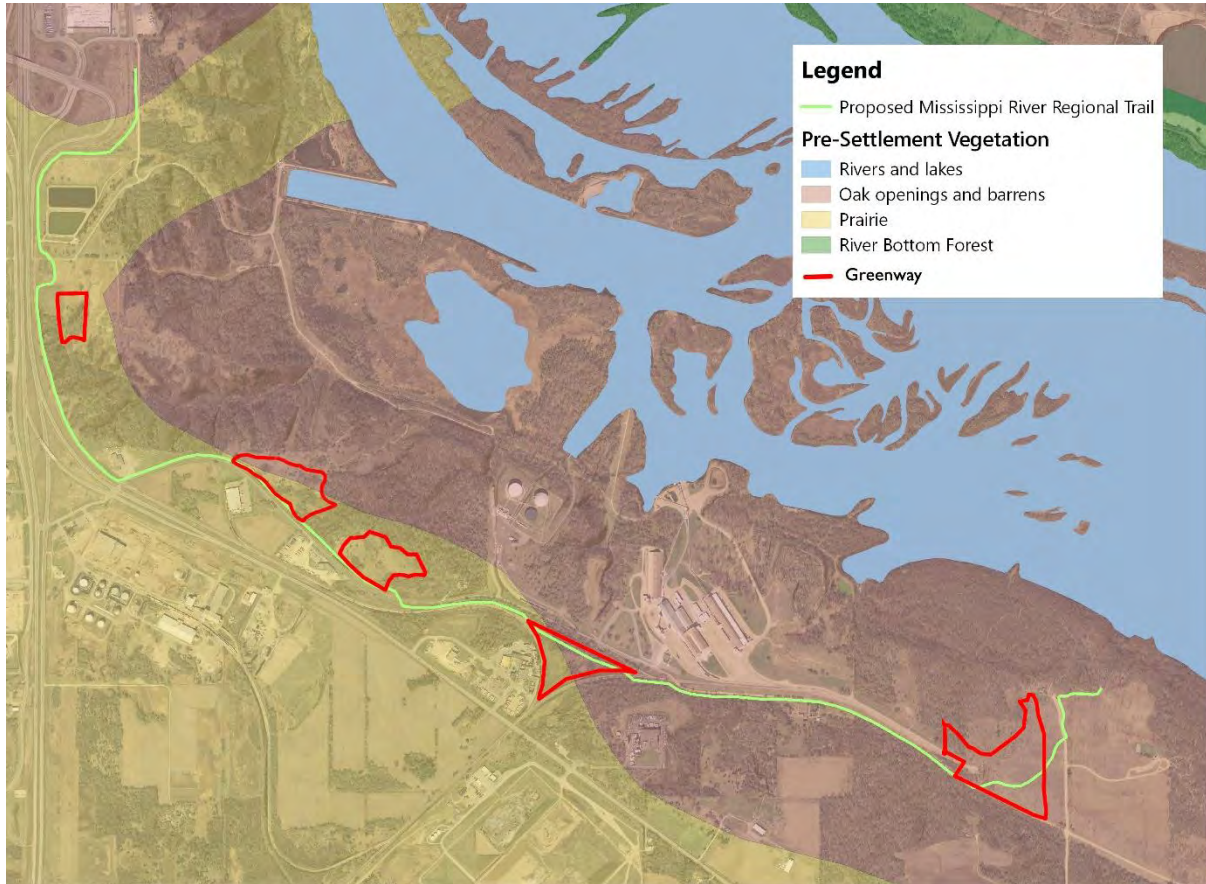 Legend
Proposed Mississippi River Regional Trail
Pre-Settlement Vegetation
Rivers and lakes
Oak openings and barrens
Prairie
River Bottom Forest
Greenway